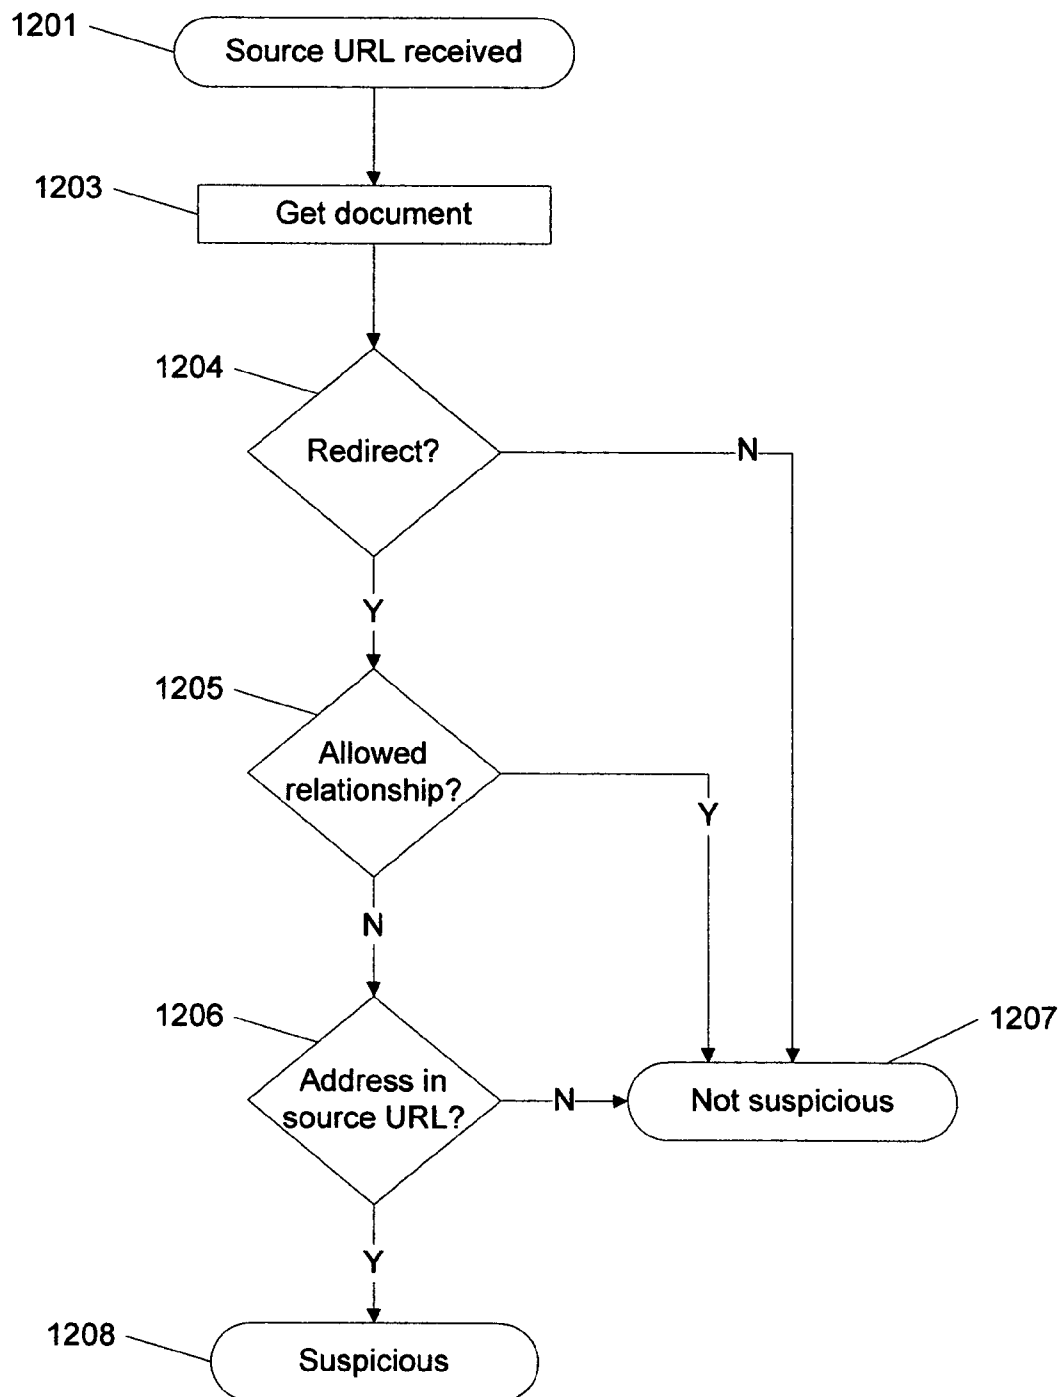 1201
Source URL received
1203
Get document
1204
Redirect?
N
Y
1205
Allowed
relationship?
Y
N
1206
1207
Address in
source URL?
N
Not suspicious
Y
1208
Suspicious